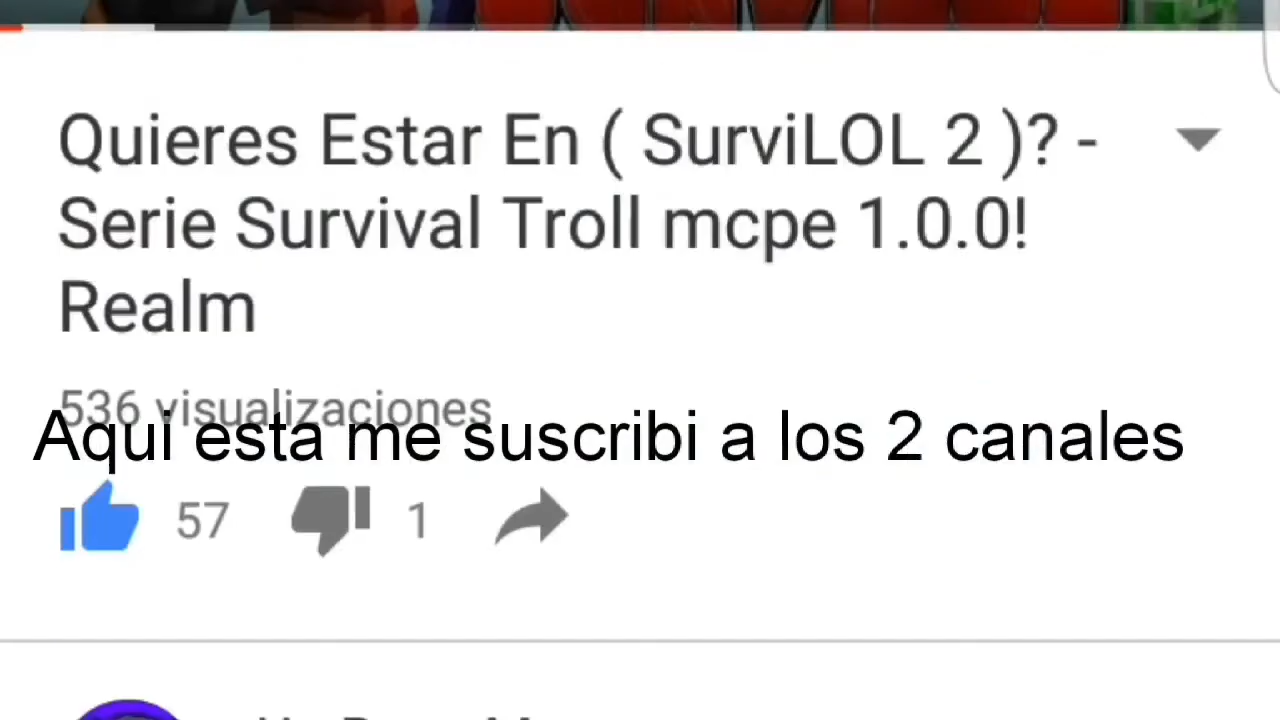 Quieres Estar En ( SurviLOL 2 )? -
Serie Survival Troll mcpe 1.0.0!
Realm
536 visualizaciones
Aqui esta me suscribi a los 2 canales
57 1